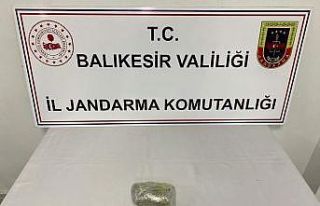 T.C.
BALIKESİR VALİLİĞİ
İL JANDARMA KOMUTANLIĞI